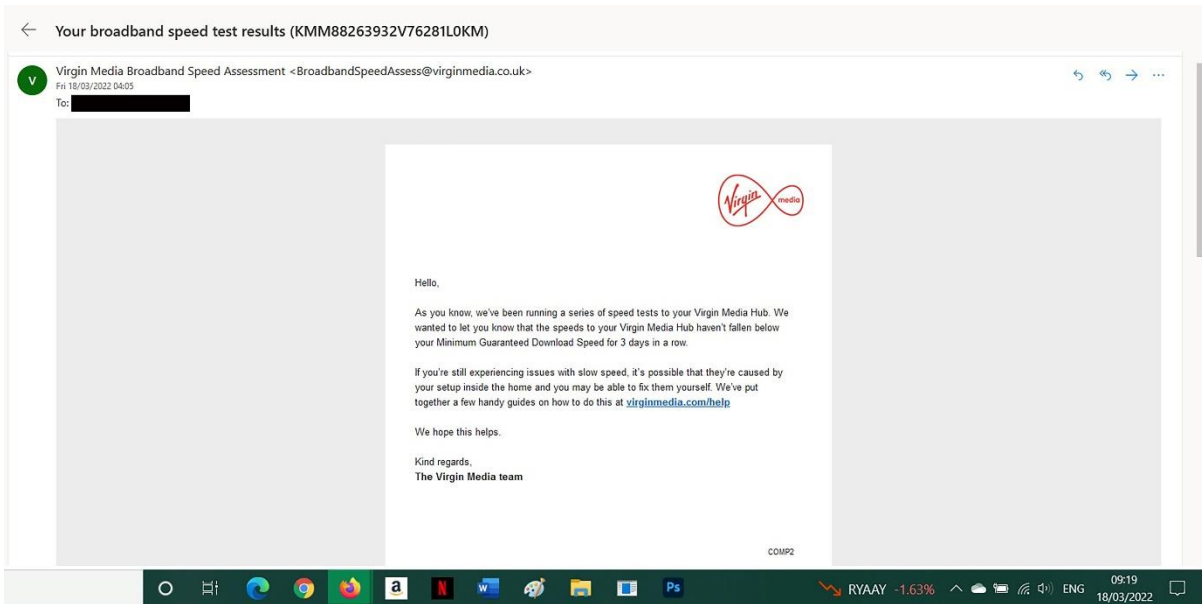 Your broadband speed test results (KMM88263932V76281L0KM)
V
Virgin Media Broadband Speed Assessment <BroadbandSpeedAssess@virginmedia.co.uk>
Fri 18/03/2022 04:05
To:
Virgin media
Hello,
As you know, we've been running a series of speed tests to your Virgin Media Hub. We
wanted to let you know that the speeds to your Virgin Media Hub haven't fallen below
your Minimum Guaranteed Download Speed for 3 days in a row.
If you're still experiencing issues with slow speed, it's possible that they're caused by
your setup inside the home and you may be able to fix them yourself. We've put
together a few handy guides on how to do this at virginmedia.com/help
We hope this helps.
Kind regards,
The Virgin Media team
COMP2
a N W Ps RYAAY -1.63% ENG 09:19
18/03/2022